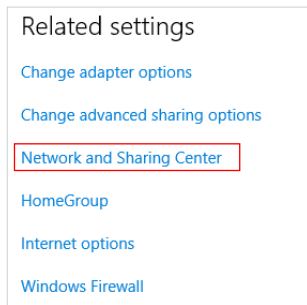 Related settings
Change adapter options
Change advanced sharing options
Network and Sharing Center
HomeGroup
Internet options
Windows Firewall